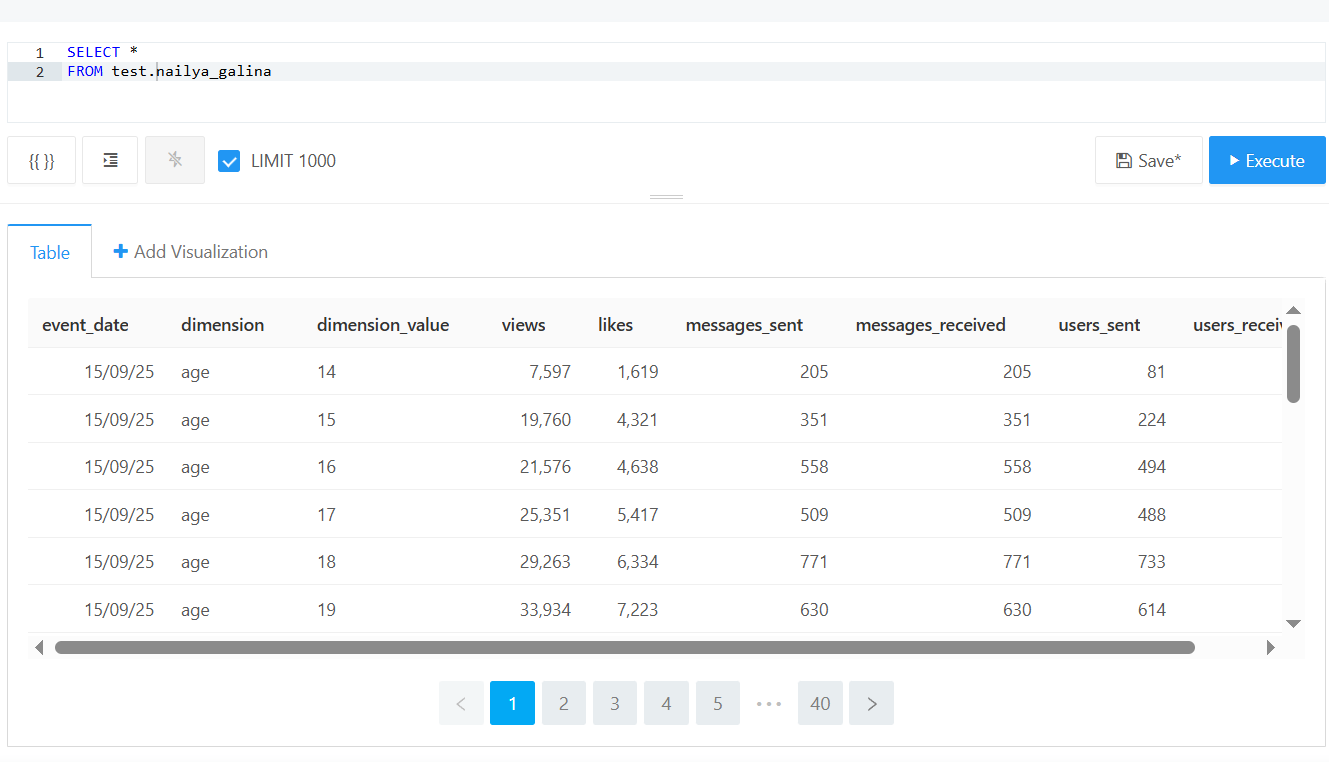 1 SELECT *
2 FROM test.nailya_galina
{{ }} LIMIT 1000 Save* Execute
Table Add Visualization
event_date dimension dimension_value views likes messages_sent messages_received users_sent users_receiv
15/09/25 age 14 7,597 1,619 205 205 81
15/09/25 age 15 19,760 4,321 351 351 224
15/09/25 age 16 21,576 4,638 558 558 494
15/09/25 age 17 25,351 5,417 509 509 488
15/09/25 age 18 29,263 6,334 771 771 733
15/09/25 age 19 33,934 7,223 630 630 614
< 1 2 3 4 5 ••• 40 >